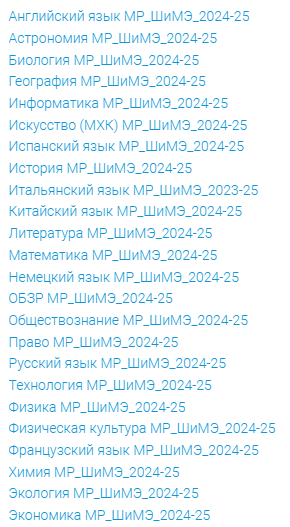 Английский язык МР_ШиМЭ_2024-25
Астрономия МР_ШиМЭ_2024-25
Биология МР_ШиМЭ_2024-25
География МР_ШиМЭ_2024-25
Информатика МР_ШиМЭ_2024-25
Искусство (МХК) МР_ШиМЭ_2024-25
Испанский язык МР_ШиМЭ_2024-25
История МР_ШиМЭ_2024-25
Итальянский язык МР_ШиМЭ_2023-25
Китайский язык МР_ШиМЭ_2024-25
Литература МР_ШиМЭ_2024-25
Математика МР_ШиМЭ_2024-25
Немецкий язык МР_ШиМЭ_2024-25
ОБЗР МР_ШиМЭ_2024-25
Обществознание МР_ШиМЭ_2024-25
Право МР_ШиМЭ_2024-25
Русский язык МР_ШиМЭ_2024-25
Технология МР_ШиМЭ_2024-25
Физика МР_ШиМЭ_2024-25
Физическая культура МР_ШиМЭ_2024-25
Французский язык МР_ШиМЭ_2024-25
Химия МР_ШиМЭ_2024-25
Экология МР_ШиМЭ_2024-25
Экономика МР_ШиМЭ_2024-25